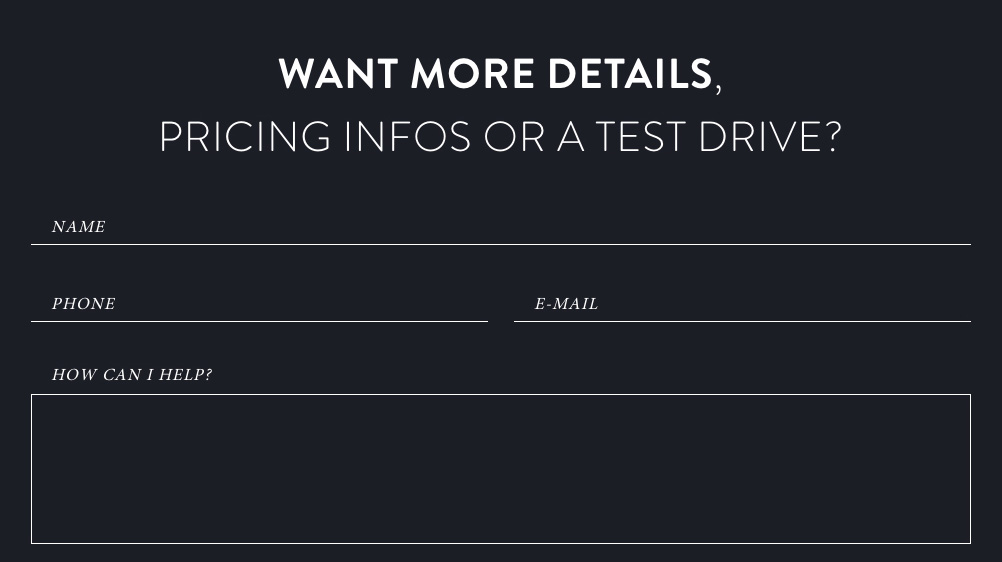 WANT MORE DETAILS,
PRICING INFOS OR A TEST DRIVE?
NAME
PHONE
E-MAIL
HOW CAN I HELP?